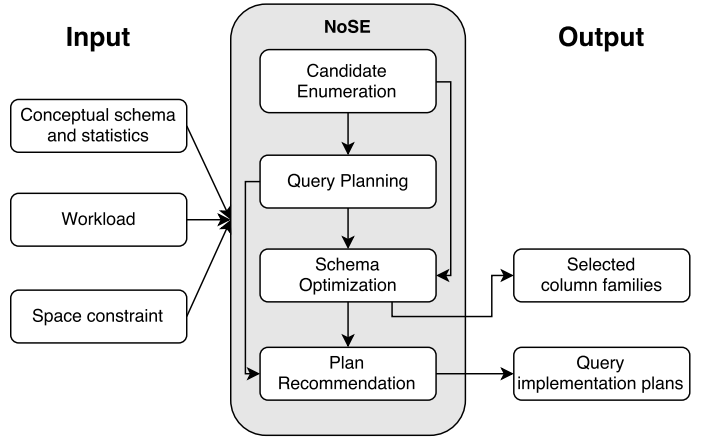 Input
NoSE
Output
Candidate
Enumeration
Conceptual schema
and statistics
Query Planning
Workload
Schema
Optimization
Selected
column families
Space constraint
Plan
Recommendation
Query
implementation plans